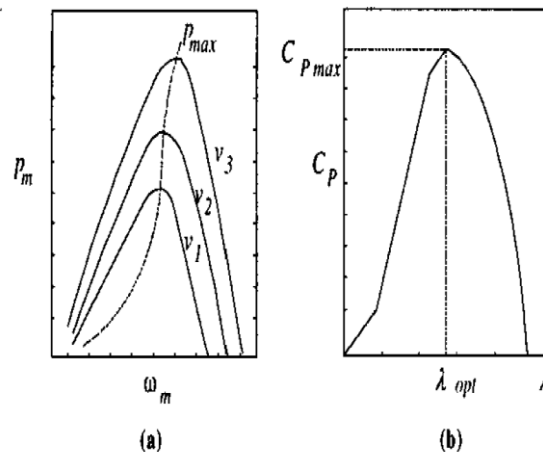 p_max
p_m
v_3
v_2
v_1
ω_m
(a)
C_P max
C_P
λ_opt
(b)